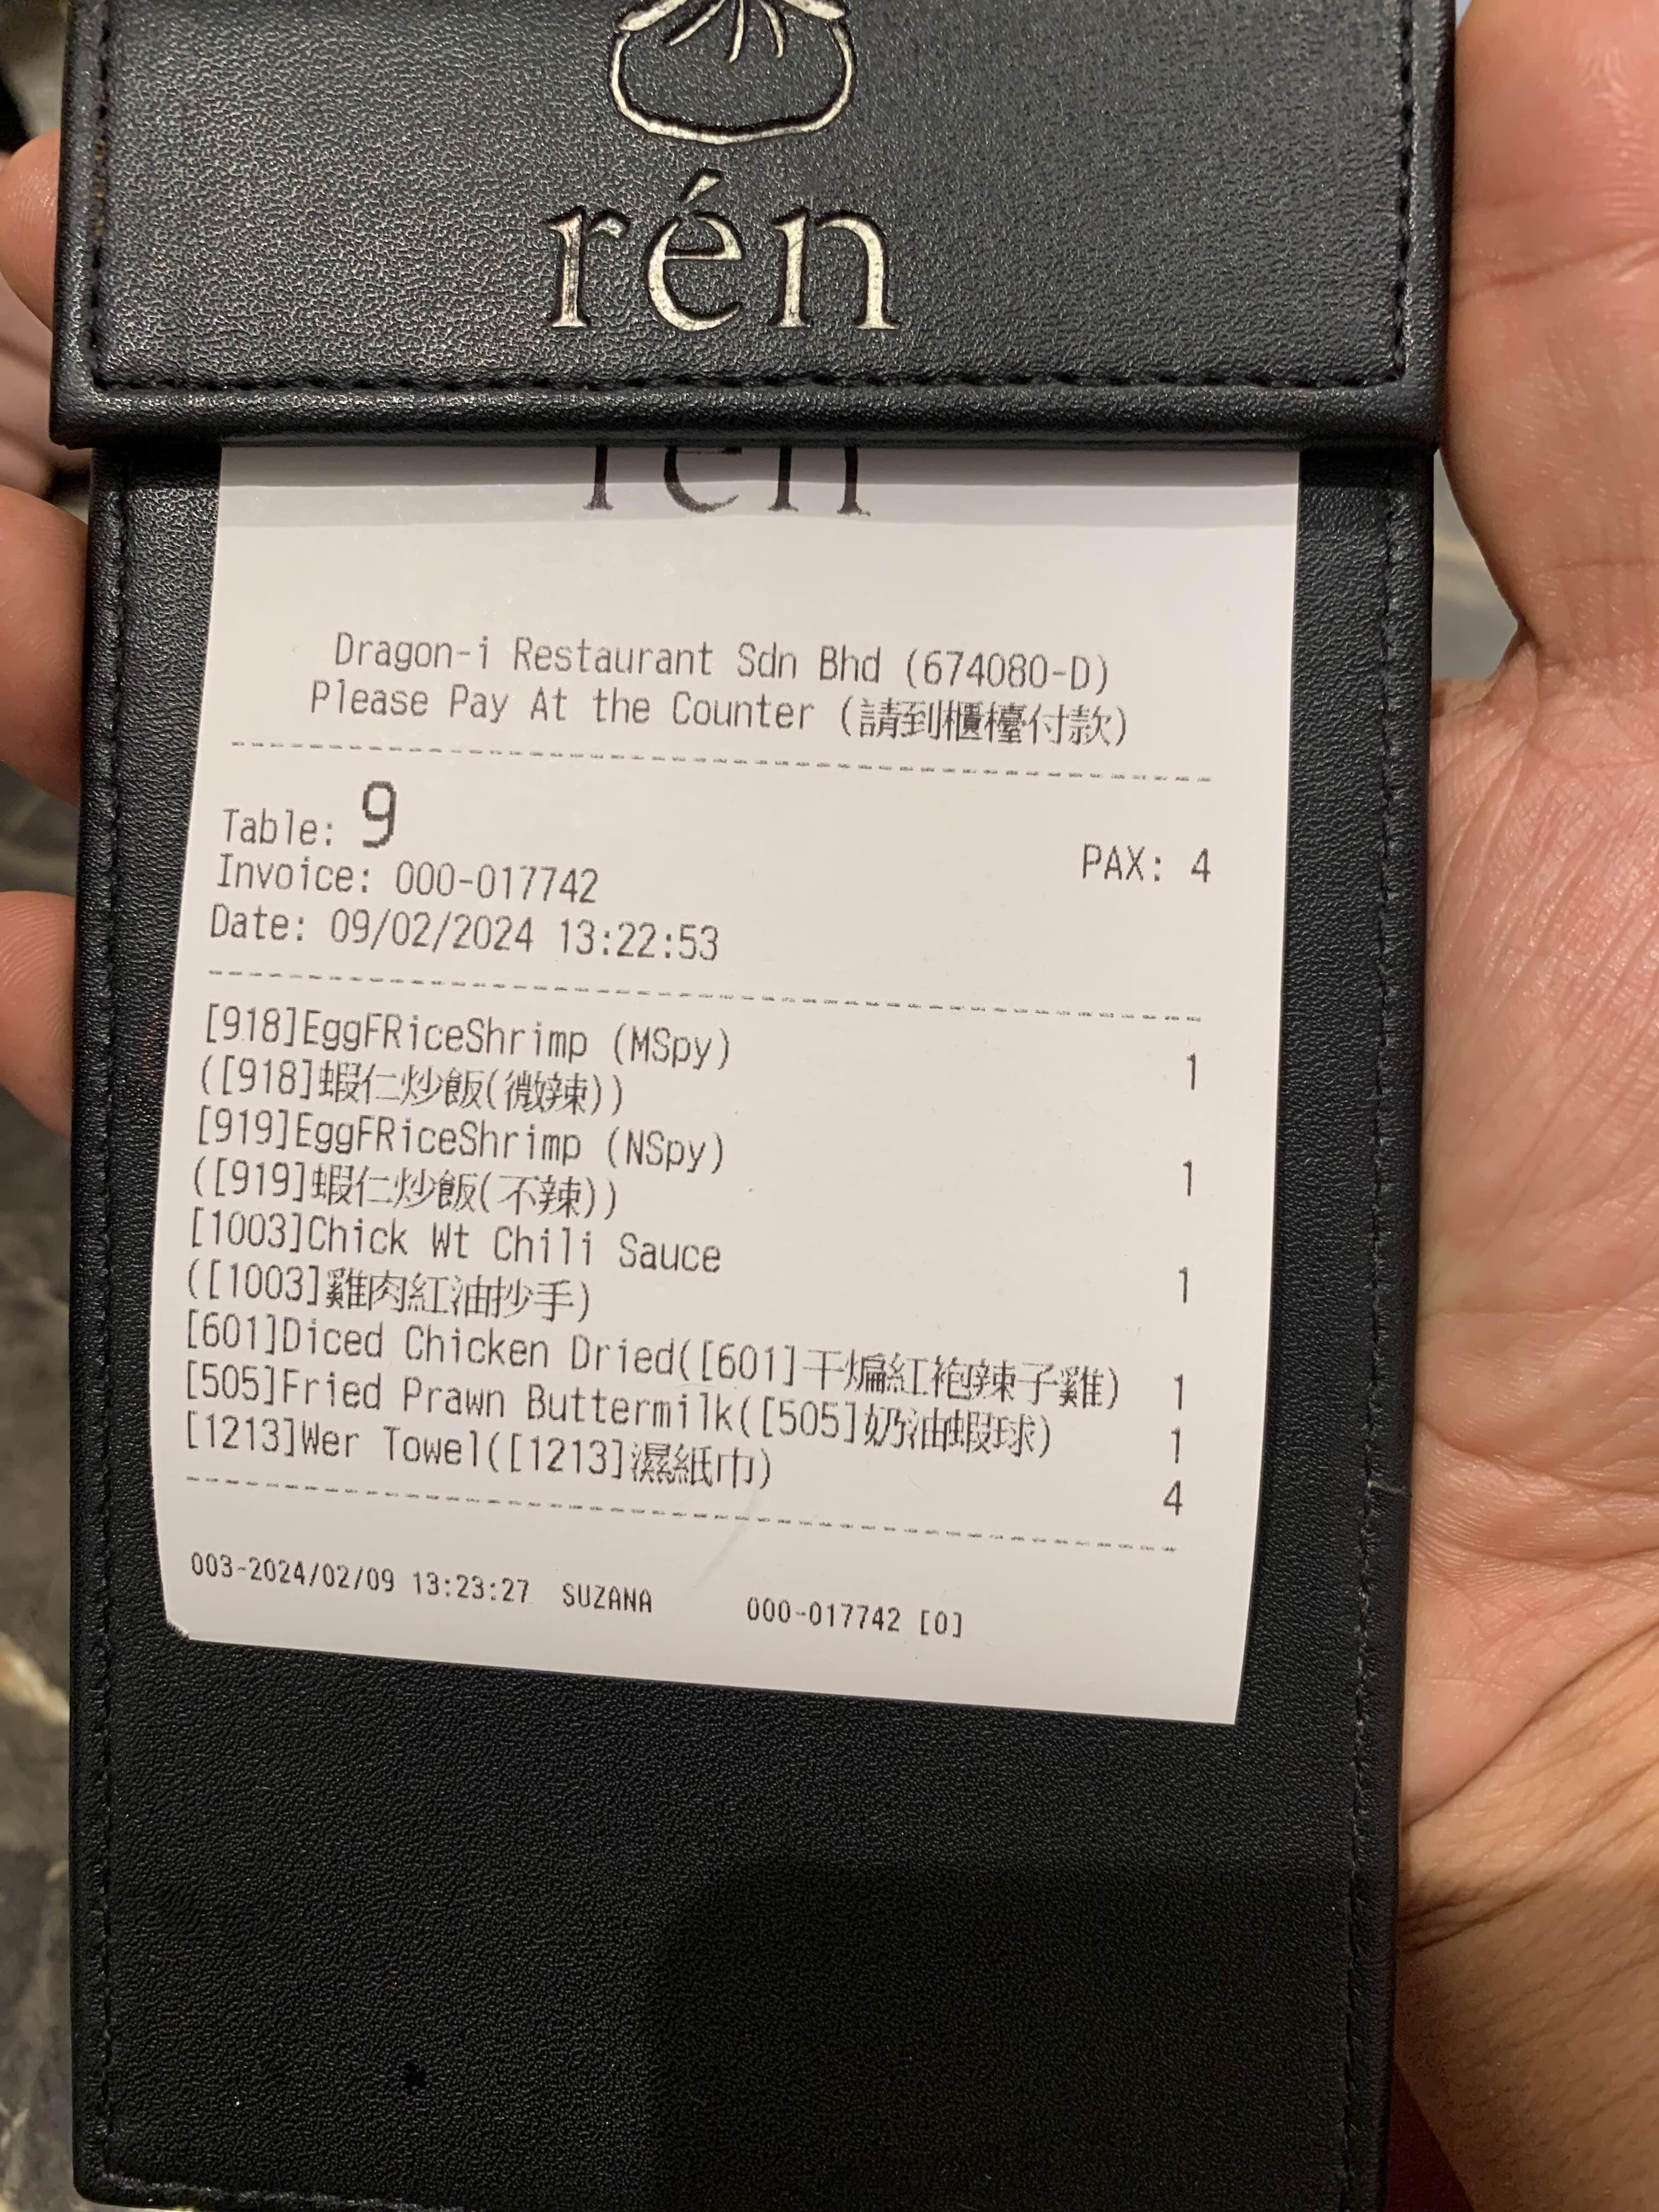 rén
rén
Dragon-i Restaurant Sdn Bhd (674080-D)
Please Pay At the Counter (請到櫃檯付款)
Table: 9
PAX: 4
Invoice: 000-017742
Date: 09/02/2024 13:22:53
[918]EggFRiceShrimp (MSpy) 1
([918]蝦仁炒飯(微辣))
[919]EggFRiceShrimp (NSpy) 1
([919]蝦仁炒飯(不辣))
[1003]Chick Wt Chili Sauce 1
([1003]雞肉紅油抄手)
[601]Diced Chicken Dried([601]干煸紅袍辣子雞) 1
[505]Fried Prawn Buttermilk([505]奶油蝦球) 1
[1213]Wer Towel([1213]濕紙巾) 4
003-2024/02/09 13:23:27 SUZANA 000-017742 [0]